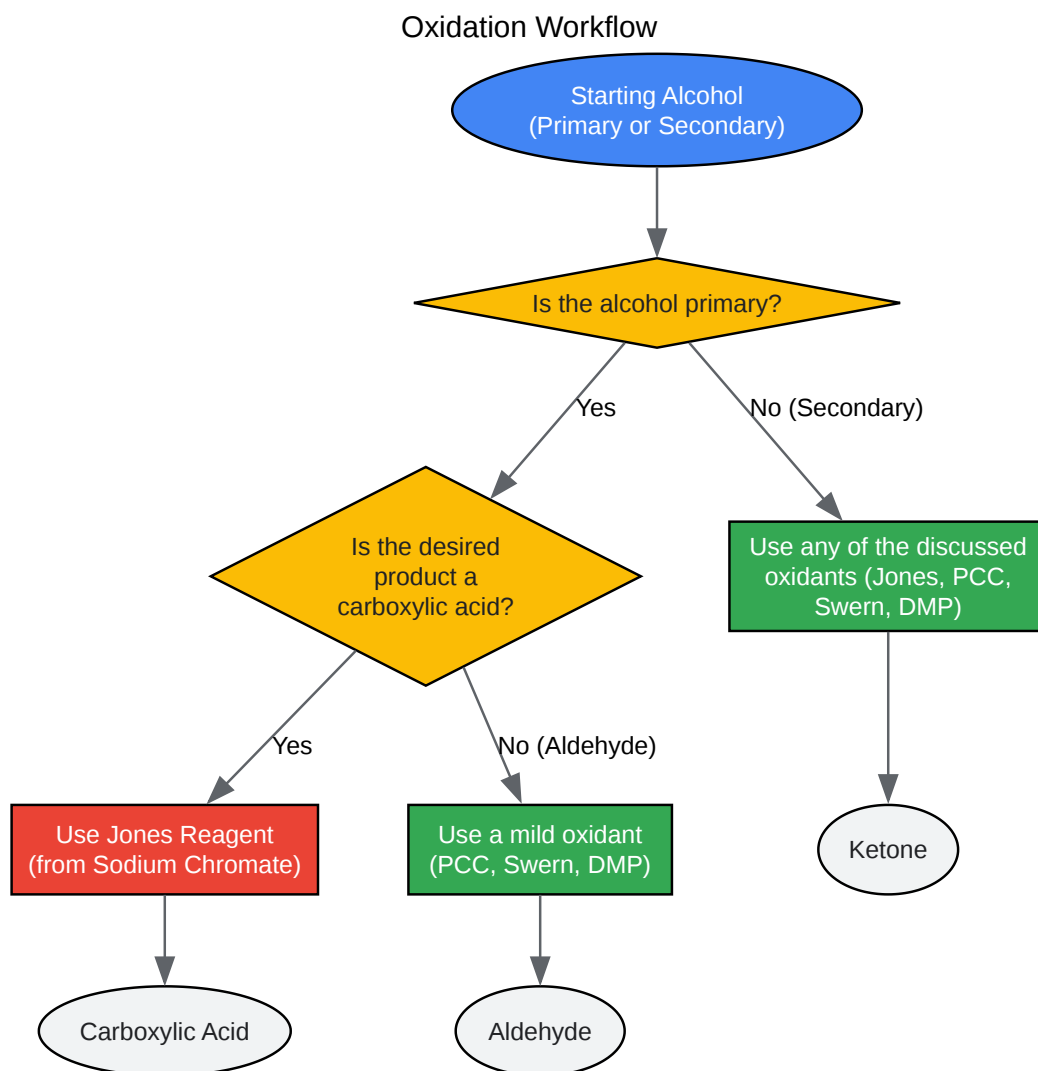 Oxidation Workflow
Starting Alcohol
(Primary or Secondary)
Is the alcohol primary?
Yes
No (Secondary)
Is the desired
product a
carboxylic acid?
Use any of the discussed
oxidants (Jones, PCC,
Swern, DMP)
Yes
No (Aldehyde)
Use Jones Reagent
(from Sodium Chromate)
Use a mild oxidant
(PCC, Swern, DMP)
Ketone
Carboxylic Acid
Aldehyde